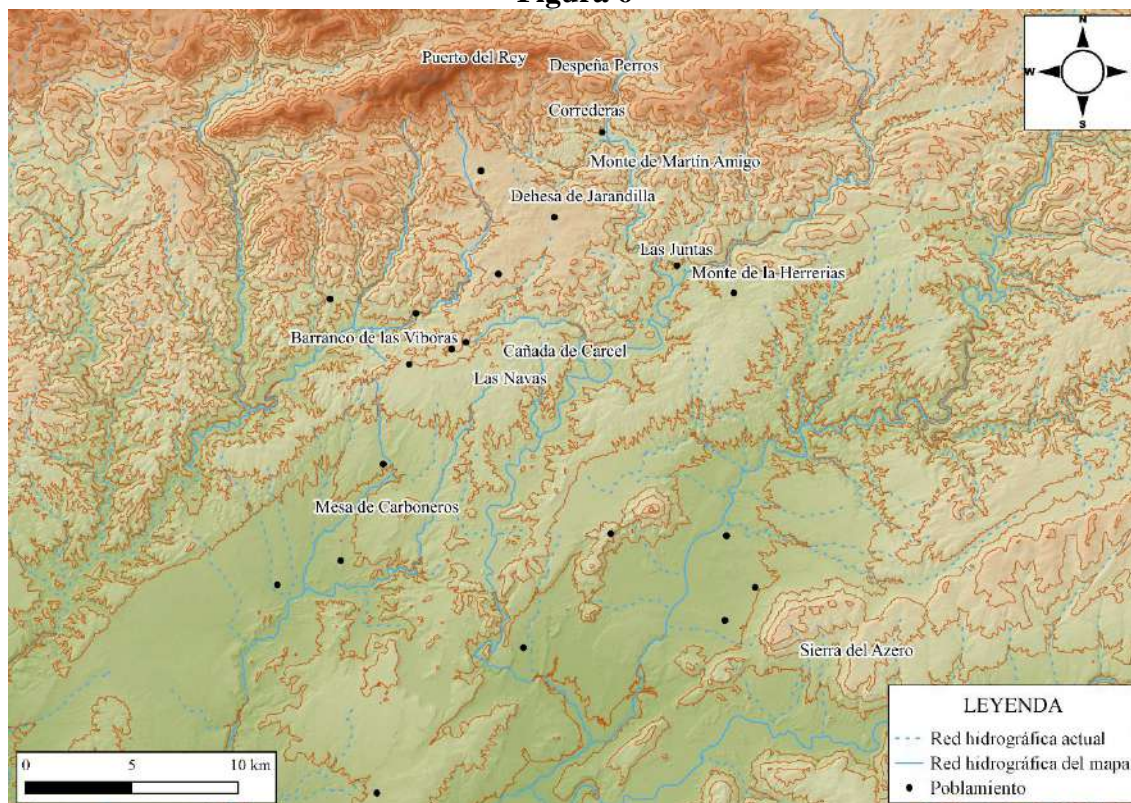 Figura 6
N
W
S
Puerto del Rey
Despeña Perros
Correderas
Monte de Martín Amigo
Dehesa de Jarandilla
Las Juntas
Monte de la Herrerias
Barranco de las Viboras
Cañada de Carcel
Las Navas
Mesa de Carboneros
Sierra del Azero
LEYENDA
Red hidrográfica actual
Red hidrográfica del mapa
Poblamiento
0 5 10 km